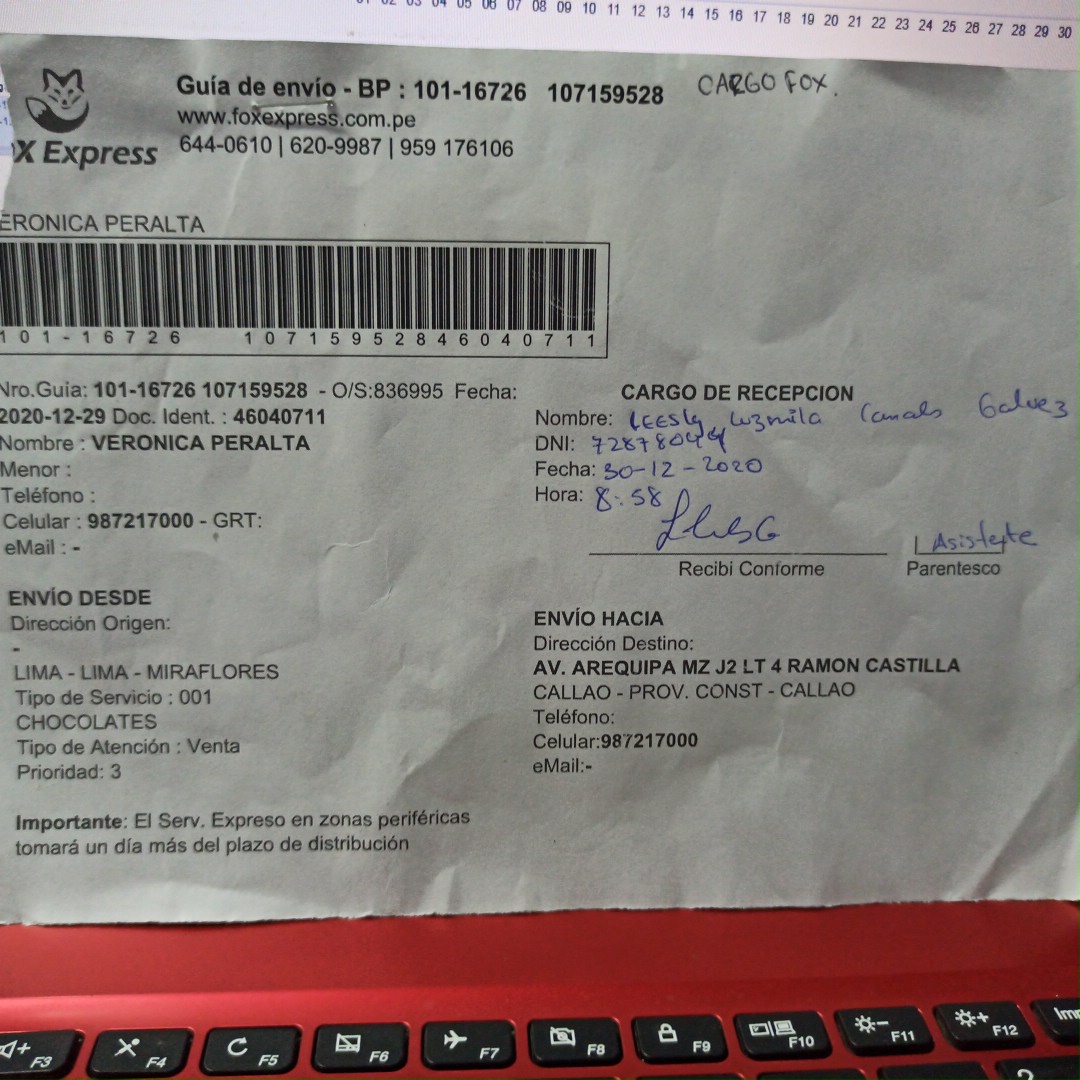 01 02 03 04 05 06 07 08 09 10 11 12 13 14 15 16 17 18 19 20 21 22 23 24 25 26 27 28 29 30
Guía de envío - BP : 101-16726 107159528
CARGO FOX.
www.foxexpress.com.pe
644-0610 | 620-9987 | 959 176106
X Express
ERONICA PERALTA
101-16726 10715952846040711
Nro.Guia: 101-16726 107159528 - O/S:836995 Fecha:
2020-12-29 Doc. Ident. : 46040711
Nombre : VERONICA PERALTA
Menor :
Teléfono :
Celular : 987217000 - GRT:
eMail : -
CARGO DE RECEPCION
Nombre: LEESLy Luzmila Canals Galvez
DNI: 72878044
Fecha: 30-12-2020
Hora: 8:58
Asistente
Recibi Conforme
Parentesco
ENVÍO DESDE
Dirección Origen:
-
LIMA - LIMA - MIRAFLORES
Tipo de Servicio : 001
CHOCOLATES
Tipo de Atención : Venta
Prioridad: 3
ENVÍO HACIA
Dirección Destino:
AV. AREQUIPA MZ J2 LT 4 RAMON CASTILLA
CALLAO - PROV. CONST - CALLAO
Teléfono:
Celular:987217000
eMail:-
Importante: El Serv. Expreso en zonas periféricas
tomará un día más del plazo de distribución
F3 F4 F5 F6 F7 F8 F9 F10 F11 F12